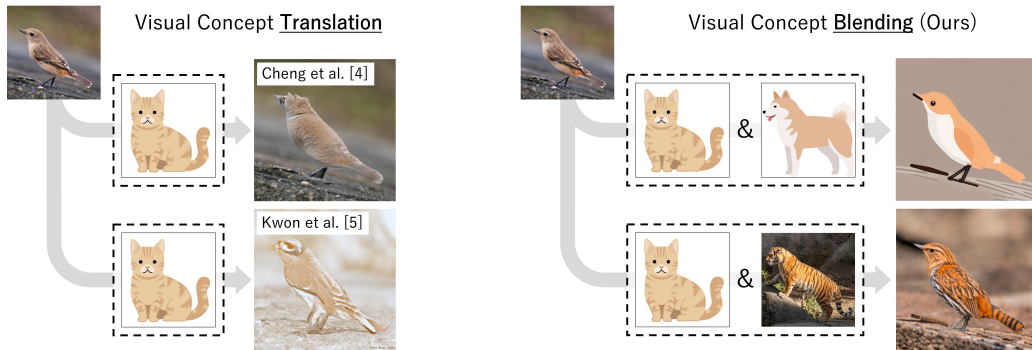 Visual Concept Translation
Visual Concept Blending (Ours)
Cheng et al. [4]
&
Kwon et al. [5]
&